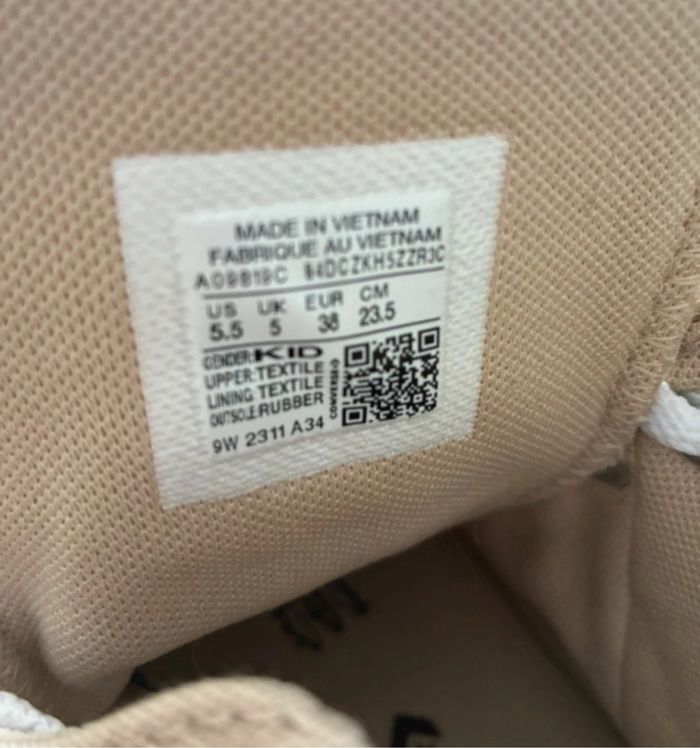 MADE IN VIETNAM
FABRIQUE AU VIETNAM
US UK EUR CM
5.5 5 38 23.5
GENDER: KID
UPPER: TEXTILE
LINING: TEXTILE
OUTSOLE: RUBBER
CONVERSE
9W 2311 A34